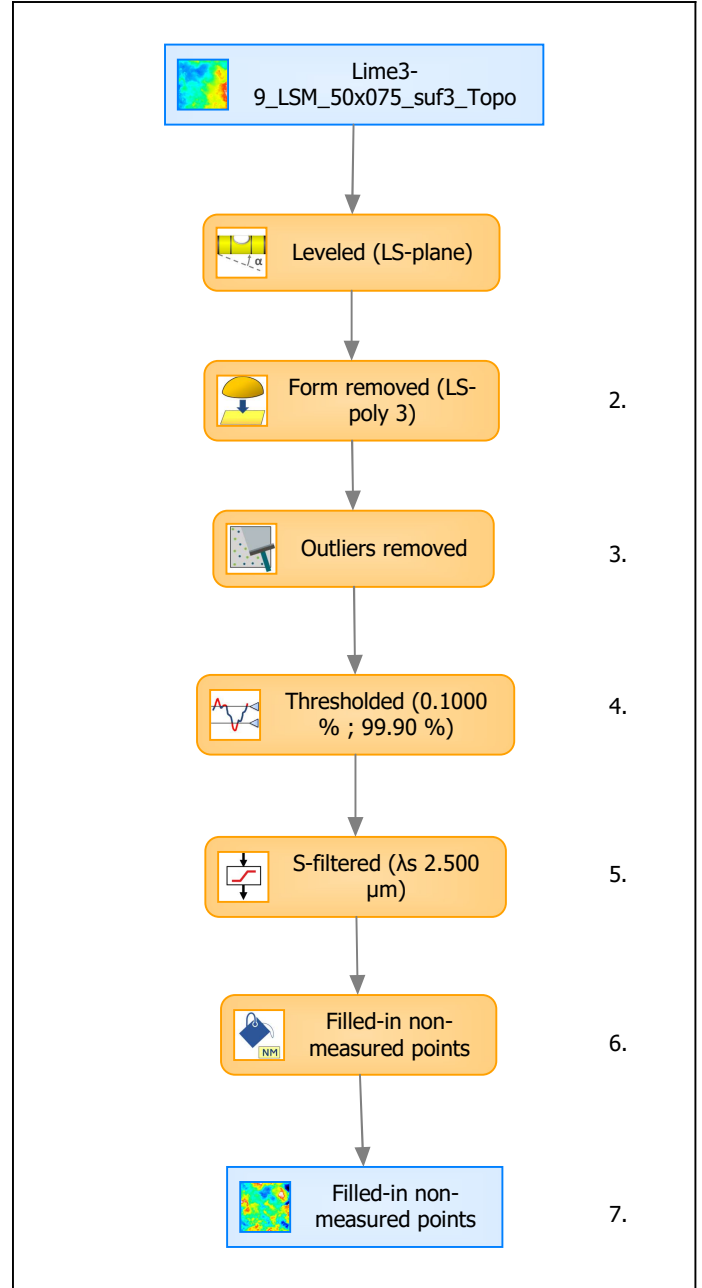 Lime3-
9_LSM_50x075_suf3_Topo
α
Leveled (LS-plane)
Form removed (LS-
poly 3)
2.
Outliers removed
3.
Thresholded (0.1000
% ; 99.90 %)
4.
S-filtered (λs 2.500
µm)
5.
Filled-in non-
measured points
NM
6.
Filled-in non-
measured points
7.